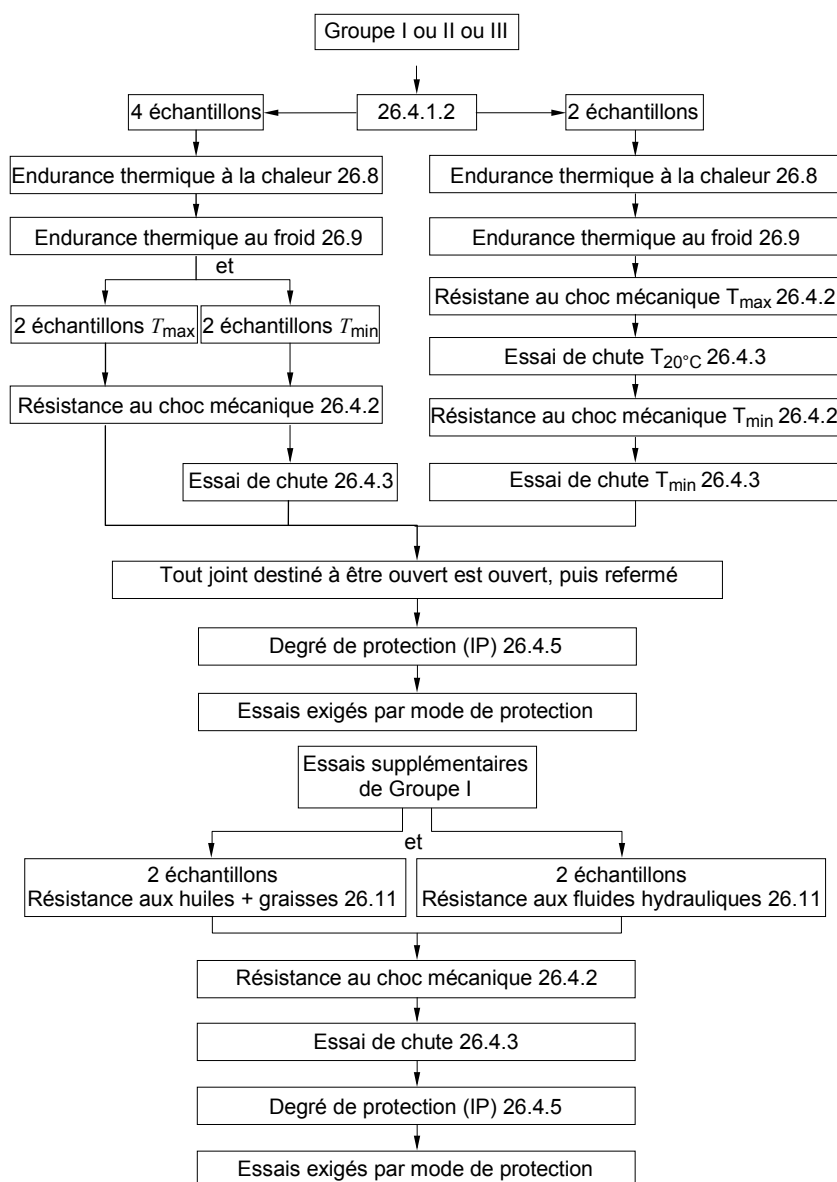 Groupe I ou II ou III
4 échantillons
26.4.1.2
2 échantillons
Endurance thermique à la chaleur 26.8
Endurance thermique au froid 26.9
et
2 échantillons Tmax
2 échantillons Tmin
Résistance au choc mécanique 26.4.2
Essai de chute 26.4.3
Endurance thermique à la chaleur 26.8
Endurance thermique au froid 26.9
Résistane au choc mécanique Tmax 26.4.2
Essai de chute T20°C 26.4.3
Résistance au choc mécanique Tmin 26.4.2
Essai de chute Tmin 26.4.3
Tout joint destiné à être ouvert est ouvert, puis refermé
Degré de protection (IP) 26.4.5
Essais exigés par mode de protection
Essais supplémentaires
de Groupe I
et
2 échantillons
Résistance aux huiles + graisses 26.11
2 échantillons
Résistance aux fluides hydrauliques 26.11
Résistance au choc mécanique 26.4.2
Essai de chute 26.4.3
Degré de protection (IP) 26.4.5
Essais exigés par mode de protection